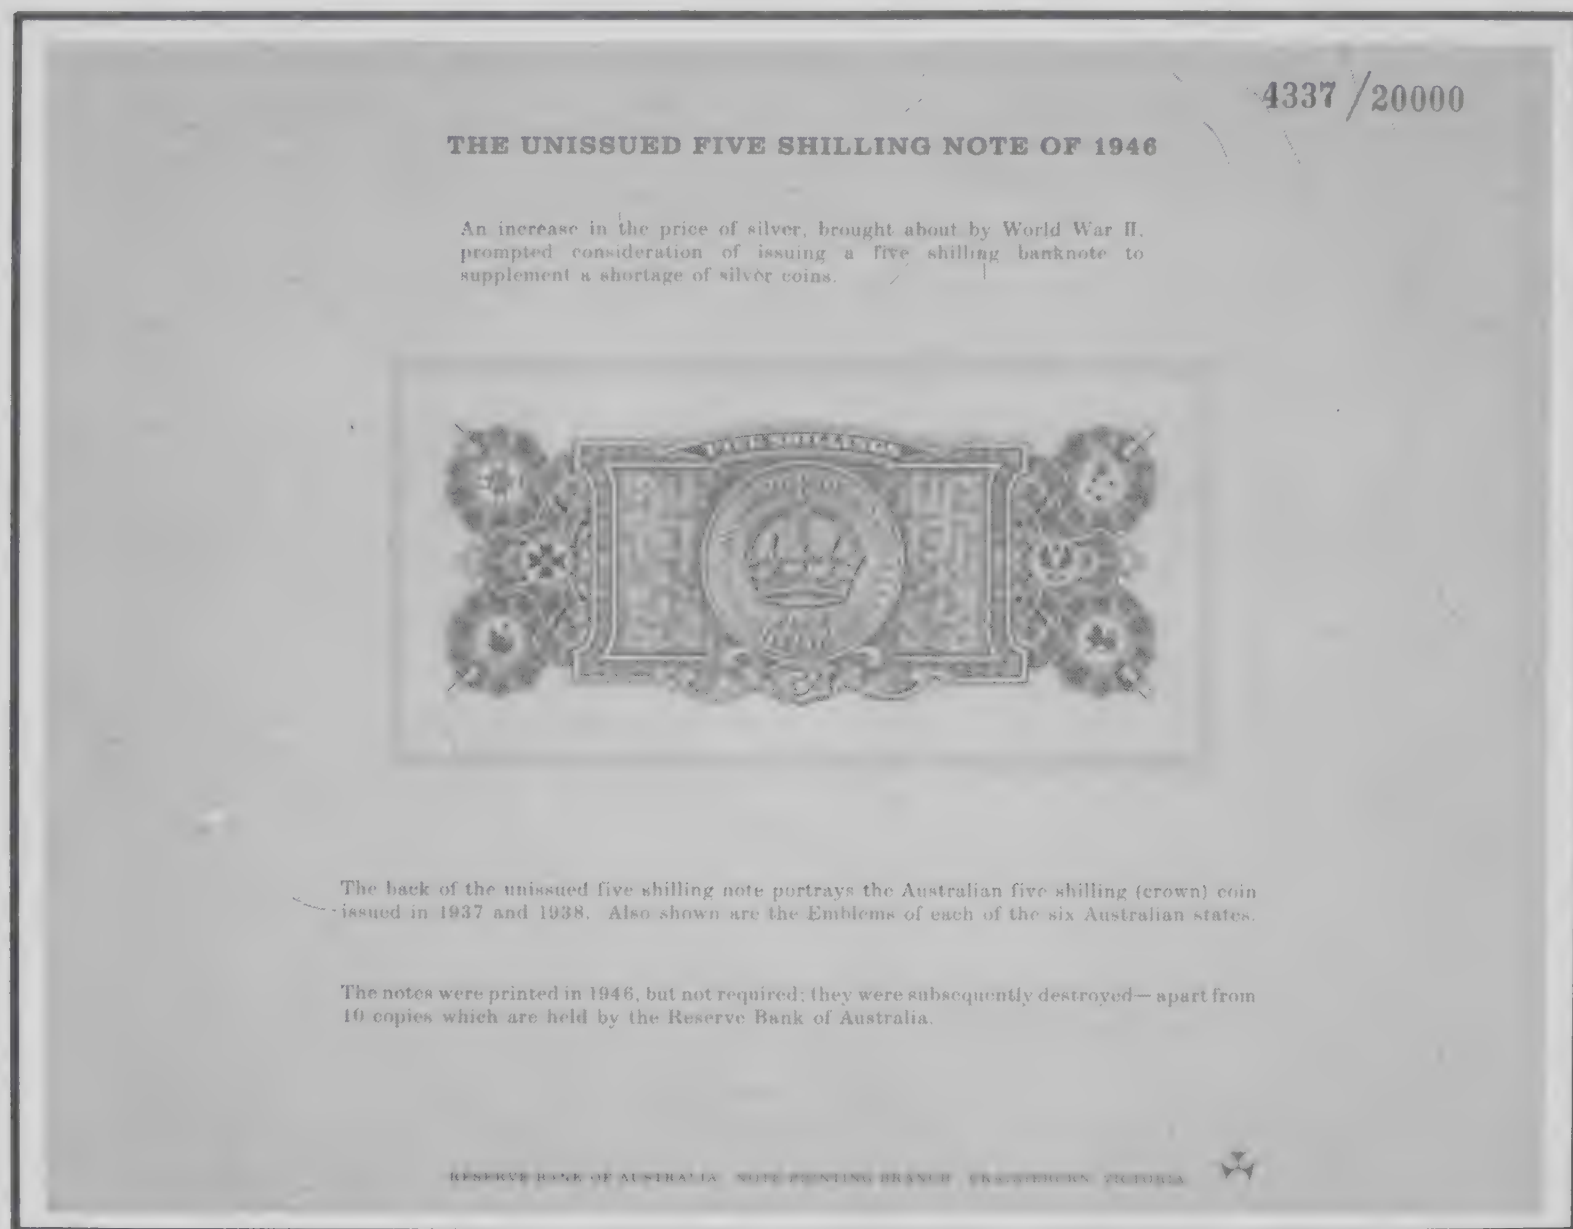 4337/20000
THE UNISSUED FIVE SHILLING NOTE OF 1946
An increase in the price of silver, brought about by World War II,
prompted consideration of issuing a five shilling banknote to
supplement a shortage of silver coins.
FIVE SHILLINGS
The back of the unissued five shilling note portrays the Australian five shilling (crown) coin
issued in 1937 and 1938. Also shown are the Emblems of each of the six Australian states.
The notes were printed in 1946, but not required; they were subsequently destroyed— apart from
10 copies which are held by the Reserve Bank of Australia.
RESERVE BANK OF AUSTRALIA NOTE PRINTING BRANCH CRAIGIEBURN VICTORIA